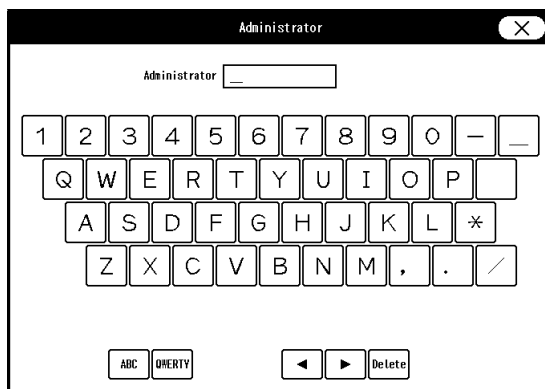 Administrator
Administrator _
1 2 3 4 5 6 7 8 9 0 - _
Q W E R T Y U I O P
A S D F G H J K L *
Z X C V B N M , . /
ABC QWERTY ◀ ▶ Delete